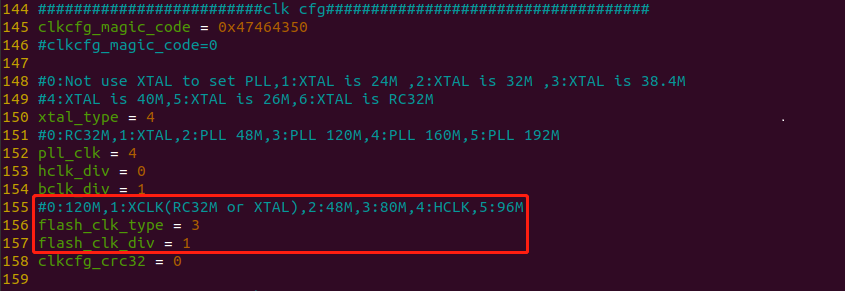 144 #########################clk cfg####################################
145 clkcfg_magic_code = 0x47464350
146 #clkcfg_magic_code=0
147
148 #0:Not use XTAL to set PLL,1:XTAL is 24M ,2:XTAL is 32M ,3:XTAL is 38.4M
149 #4:XTAL is 40M,5:XTAL is 26M,6:XTAL is RC32M
150 xtal_type = 4
151 #0:RC32M,1:XTAL,2:PLL 48M,3:PLL 120M,4:PLL 160M,5:PLL 192M
152 pll_clk = 4
153 hclk_div = 0
154 bclk_div = 1
155 #0:120M,1:XCLK(RC32M or XTAL),2:48M,3:80M,4:HCLK,5:96M
156 flash_clk_type = 3
157 flash_clk_div = 1
158 clkcfg_crc32 = 0
159